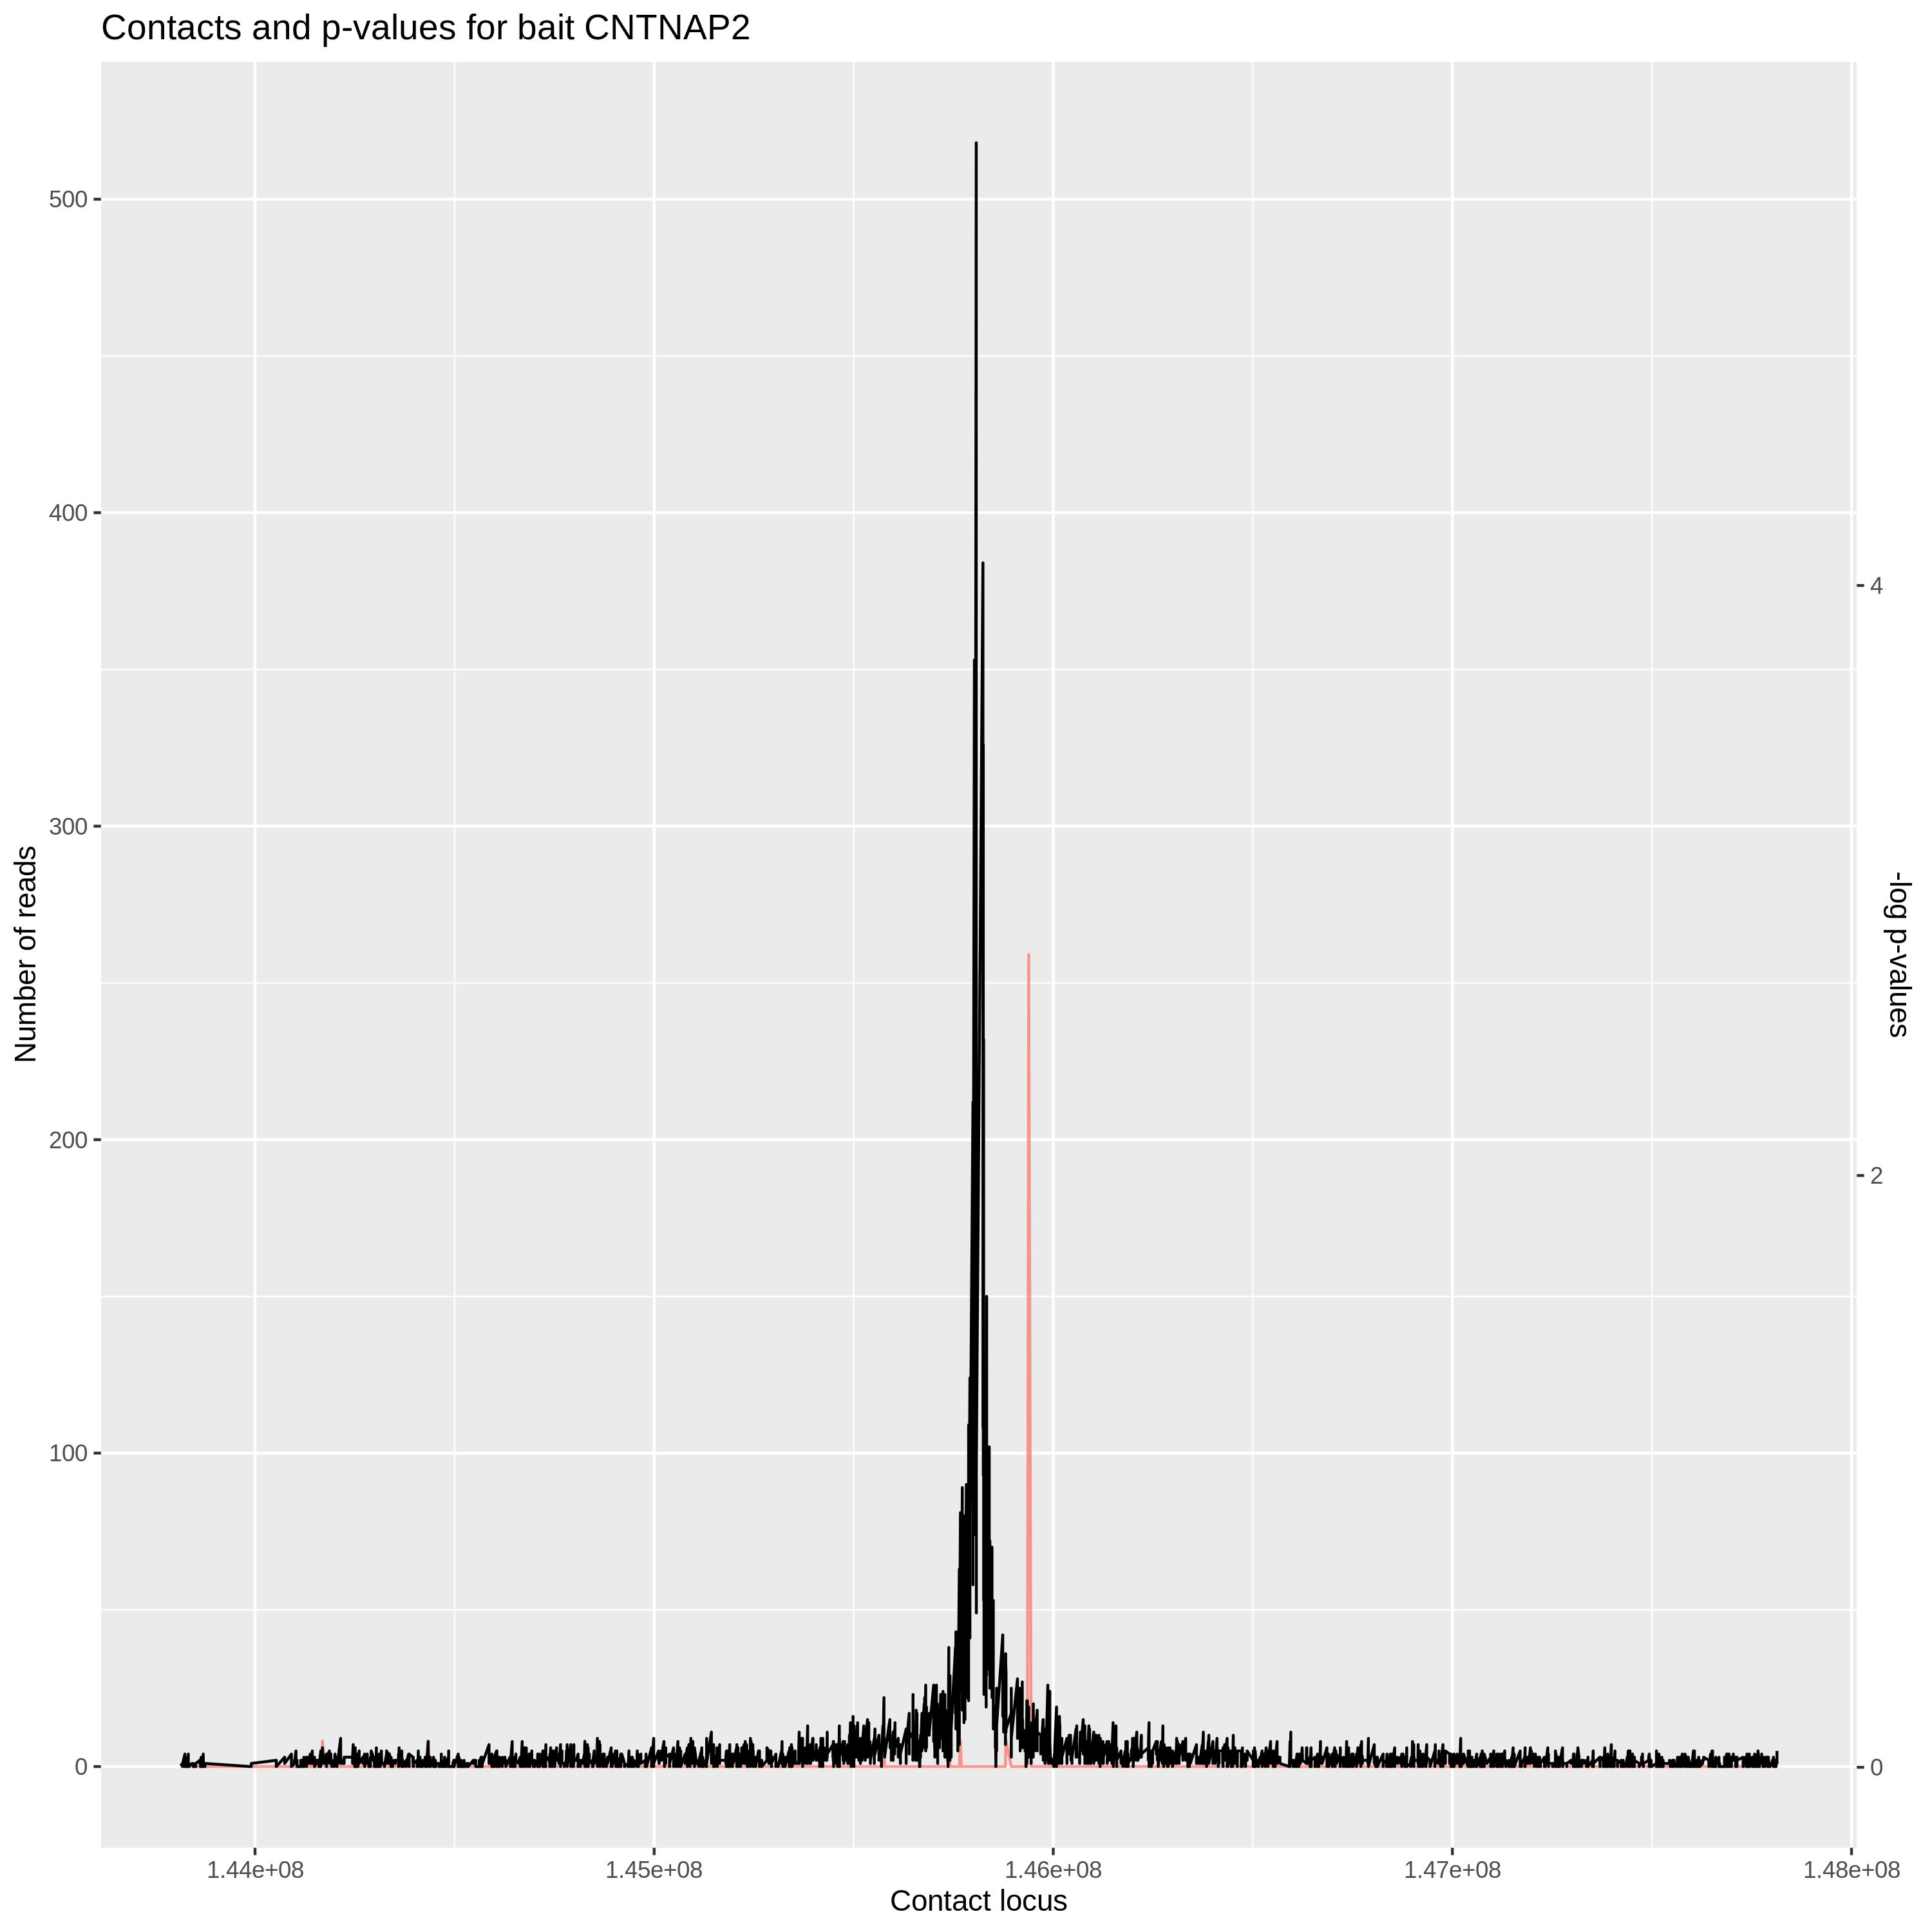 Contacts and p-values for bait CNTNAP2
500
400
300
200
100
0
Number of reads
4
2
0
-log p-values
1.44e+08
1.45e+08
1.46e+08
1.47e+08
1.48e+08
Contact locus